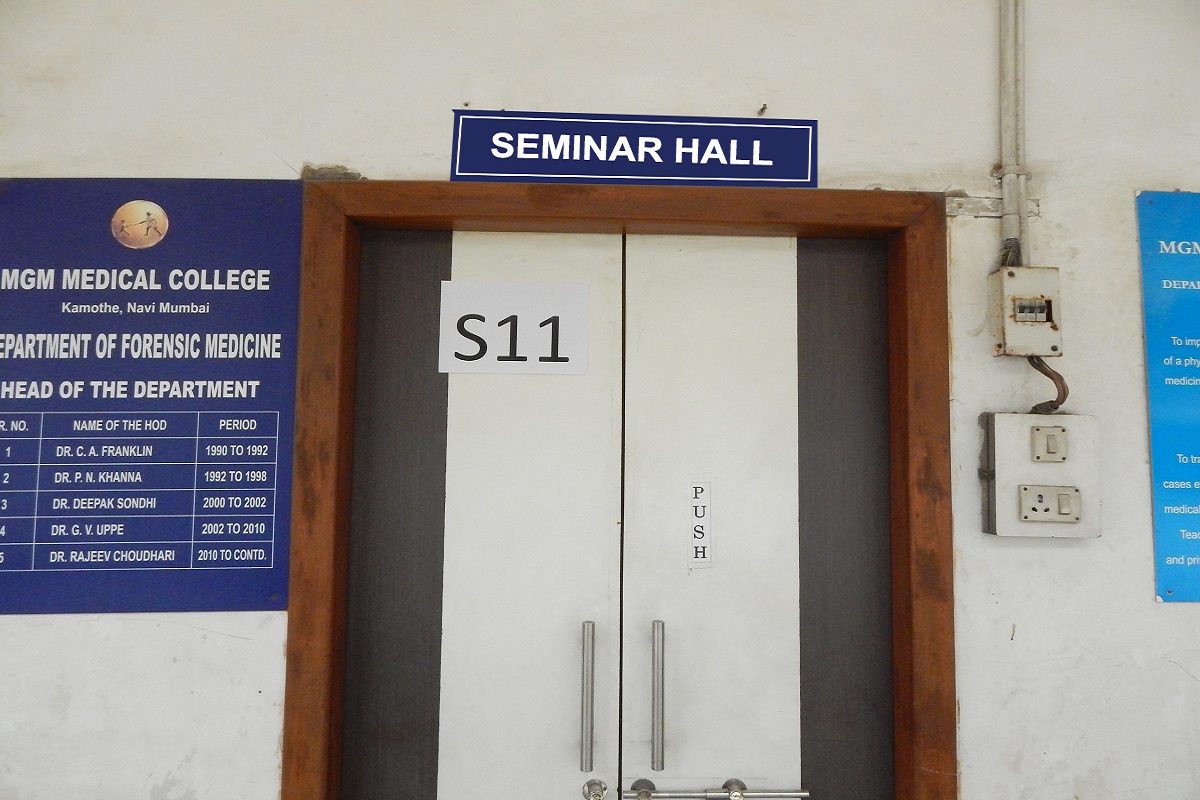 SEMINAR HALL
MGM MEDICAL COLLEGE
Kamothe, Navi Mumbai
EPARTMENT OF FORENSIC MEDICINE
HEAD OF THE DEPARTMENT
R. NO. NAME OF THE HOD PERIOD
1 DR. C. A. FRANKLIN 1990 TO 1992
2 DR. P. N. KHANNA 1992 TO 1998
3 DR. DEEPAK SONDHI 2000 TO 2002
4 DR. G. V. UPPE 2002 TO 2010
5 DR. RAJEEV CHOUDHARI 2010 TO CONTD.
S11
PUSH
MGM
DEPA
To imp
of a phy
medicin
To tra
cases e
medical
Teac
and pri